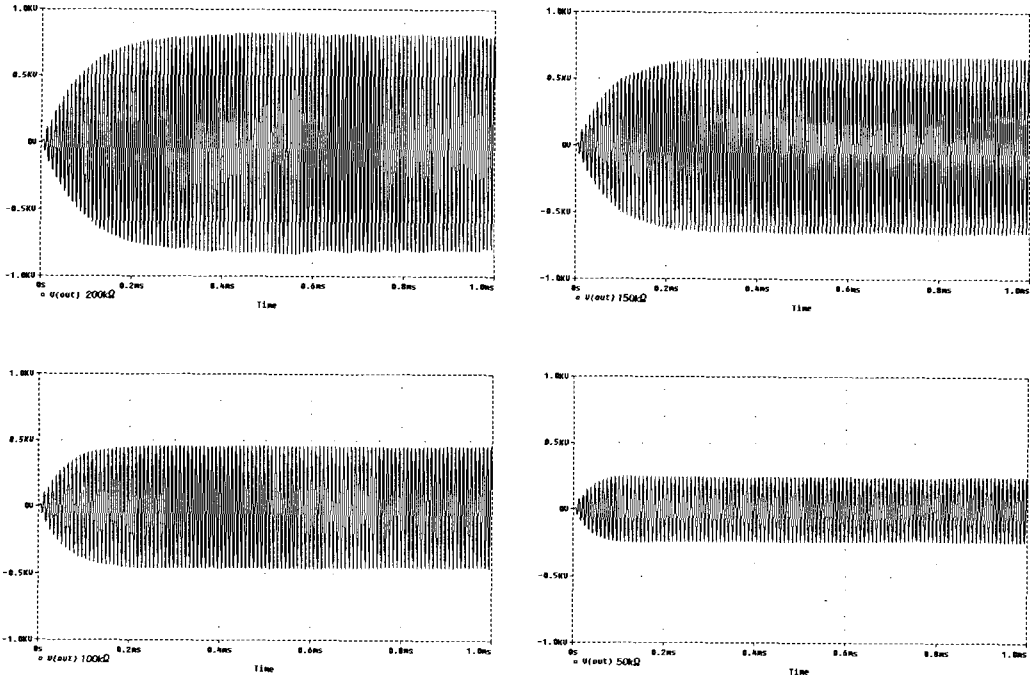 1.0KV
0.5KV
0V
-0.5KV
-1.0KV
0s 0.2ms 0.4ms 0.6ms 0.8ms 1.0ms
V(out) 200kΩ
Time
1.0KV
0.5KV
0V
-0.5KV
-1.0KV
0s 0.2ms 0.4ms 0.6ms 0.8ms 1.0ms
V(out) 150kΩ
Time
1.0KV
0.5KV
0V
-0.5KV
-1.0KV
0s 0.2ms 0.4ms 0.6ms 0.8ms 1.0ms
V(out) 100kΩ
Time
1.0KV
0.5KV
0V
-0.5KV
-1.0KV
0s 0.2ms 0.4ms 0.6ms 0.8ms 1.0ms
V(out) 50kΩ
Time